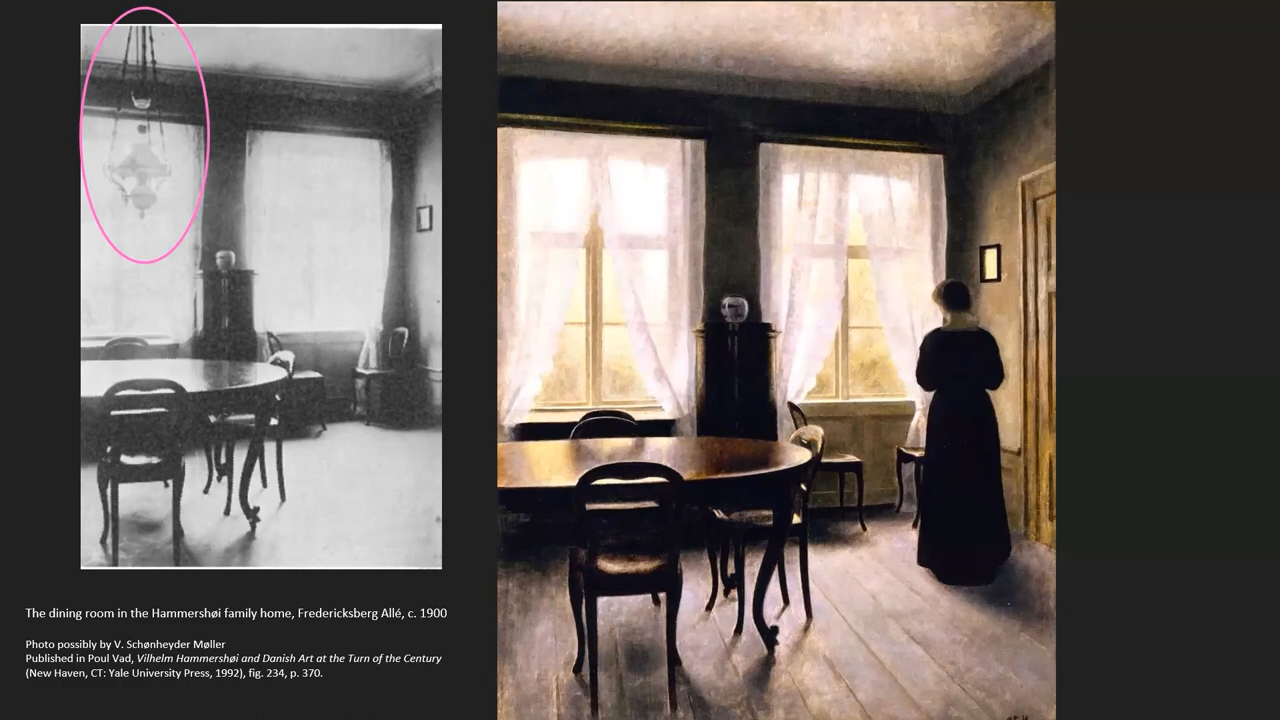 The dining room in the Hammershøi family home, Fredericksberg Allé, c. 1900
Photo possibly by V. Schønheyder Møller
Published in Poul Vad, Vilhelm Hammershøi and Danish Art at the Turn of the Century
(New Haven, CT: Yale University Press, 1992), fig. 234, p. 370.